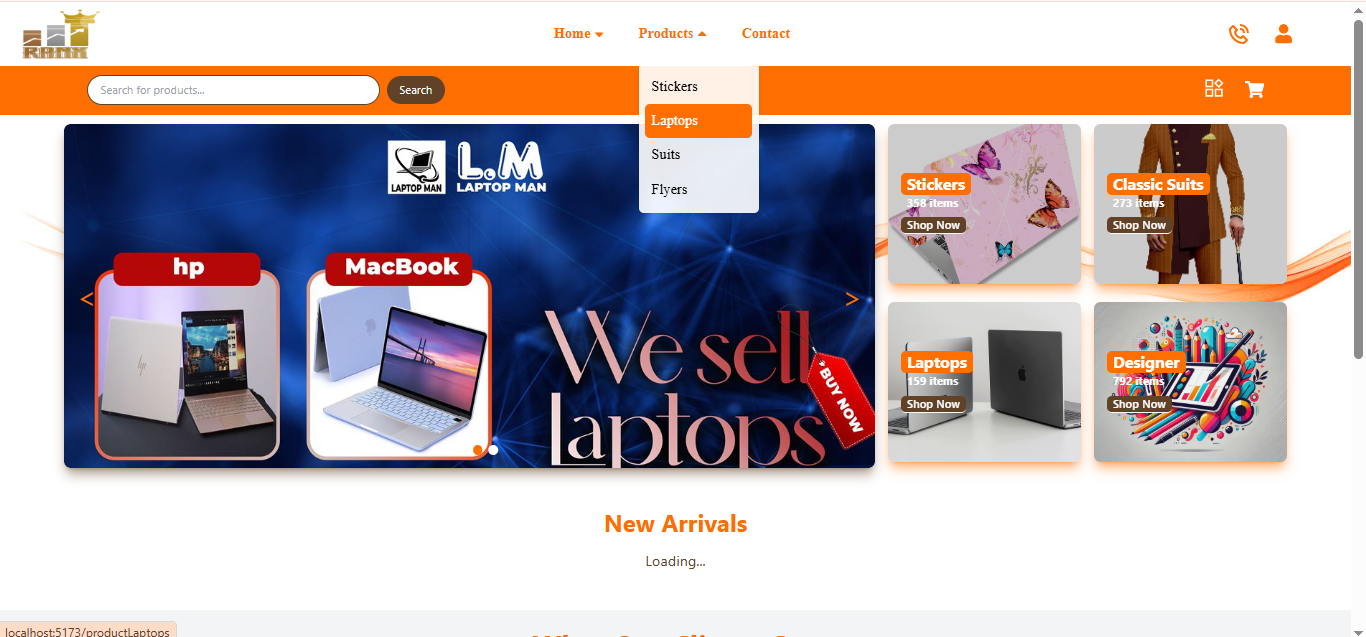 RANX
Home
Products
Contact
Search for products...
Search
Stickers
Laptops
Suits
Flyers
LAPTOP MAN
L.M
LAPTOP MAN
hp
MacBook
hp
We sell
laptops
BUY NOW
<
>
Stickers
358 items
Shop Now
Classic Suits
273 items
Shop Now
Laptops
159 items
Shop Now
Designer
792 items
Shop Now
New Arrivals
Loading...
localhost:5173/productLaptops